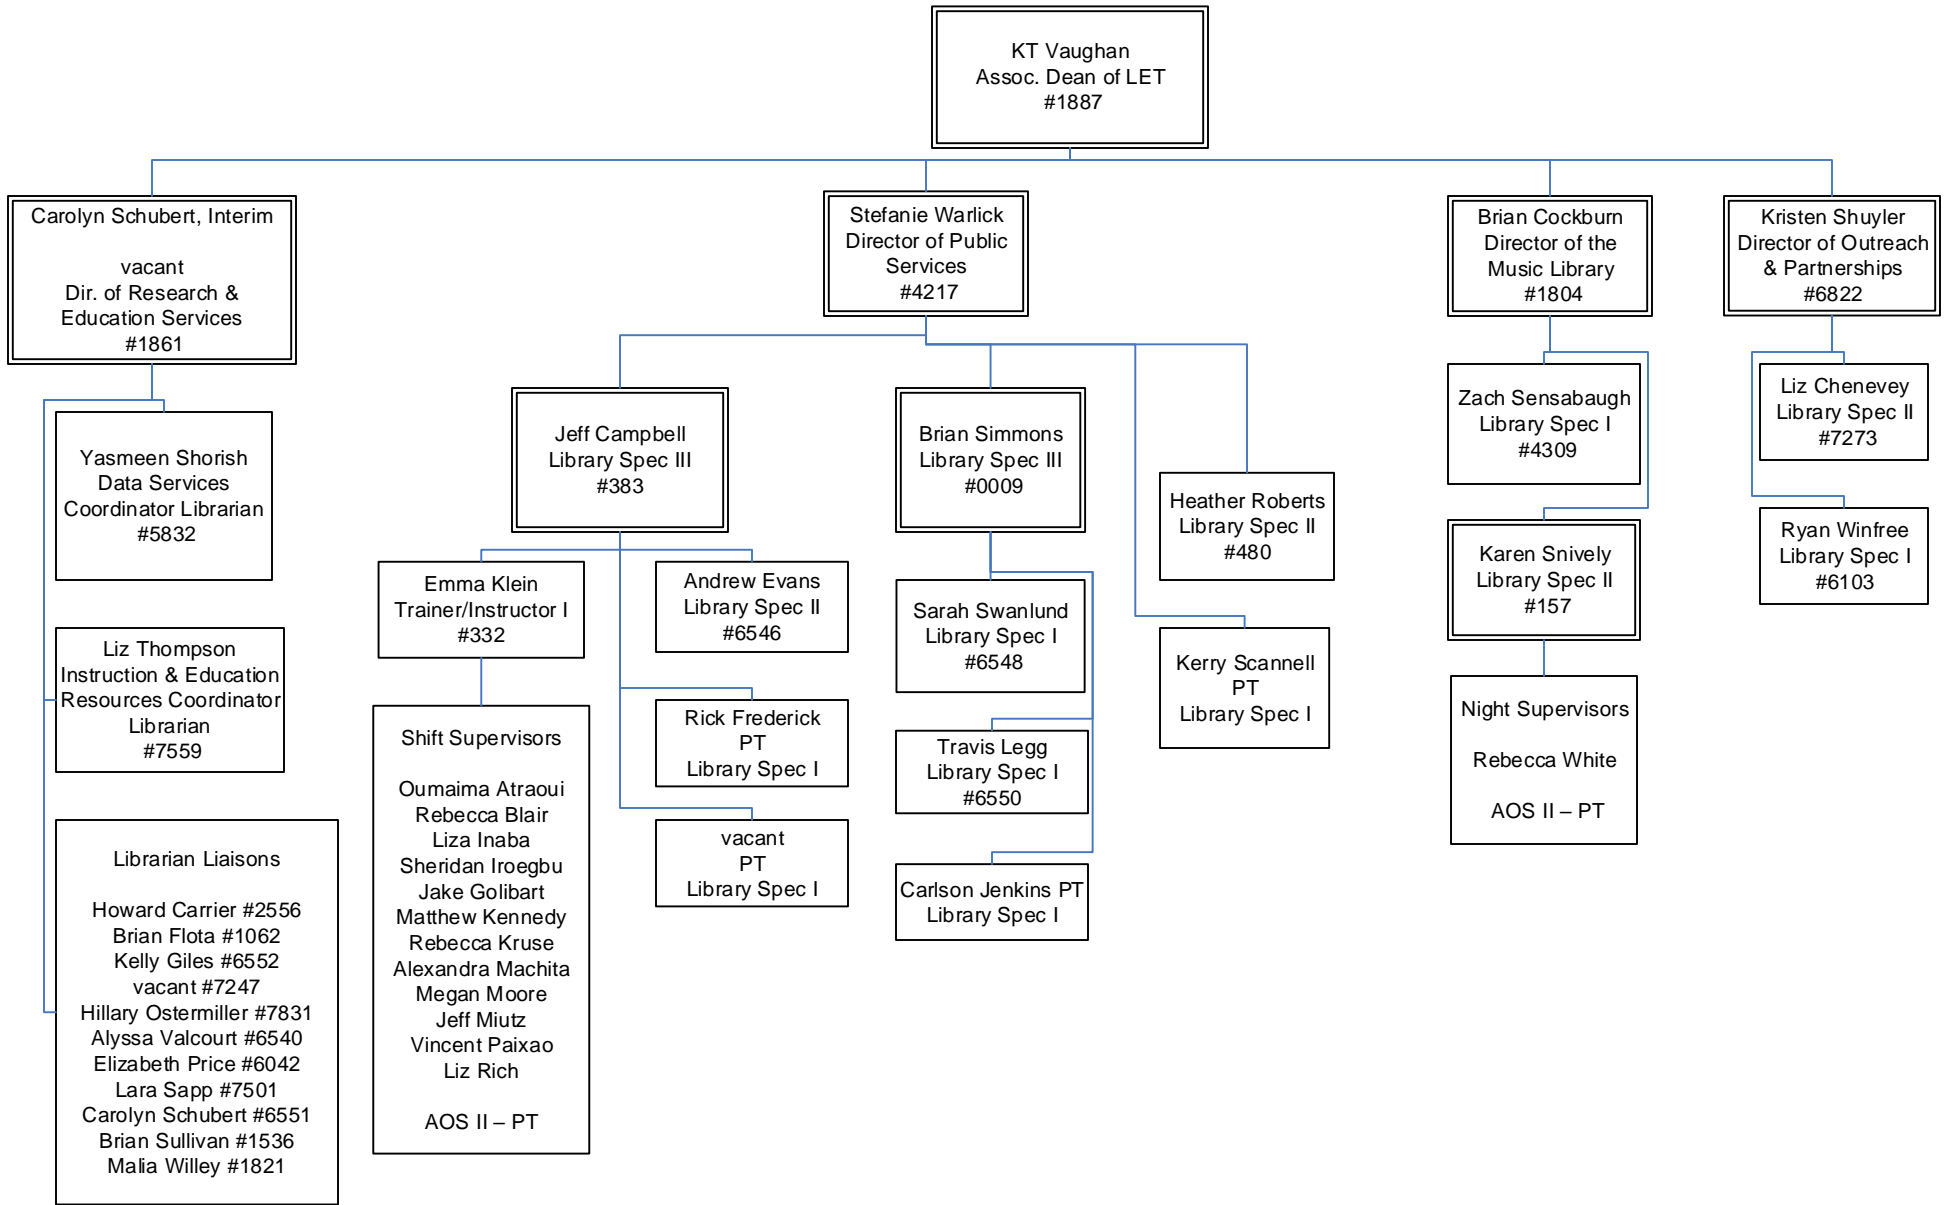 KT Vaughan
Assoc. Dean of LET
#1887
Carolyn Schubert, Interim
vacant
Dir. of Research &
Education Services
#1861
Stefanie Warlick
Director of Public
Services
#4217
Brian Cockburn
Director of the
Music Library
#1804
Kristen Shuyler
Director of Outreach
& Partnerships
#6822
Yasmeen Shorish
Data Services
Coordinator Librarian
#5832
Liz Thompson
Instruction & Education
Resources Coordinator
Librarian
#7559
Librarian Liaisons
Howard Carrier #2556
Brian Flota #1062
Kelly Giles #6552
vacant #7247
Hillary Ostermiller #7831
Alyssa Valcourt #6540
Elizabeth Price #6042
Lara Sapp #7501
Carolyn Schubert #6551
Brian Sullivan #1536
Malia Willey #1821
Jeff Campbell
Library Spec III
#383
Emma Klein
Trainer/Instructor I
#332
Shift Supervisors
Oumaima Atraoui
Rebecca Blair
Liza Inaba
Sheridan Iroegbu
Jake Golibart
Matthew Kennedy
Rebecca Kruse
Alexandra Machita
Megan Moore
Jeff Miutz
Vincent Paixao
Liz Rich
AOS II – PT
Andrew Evans
Library Spec II
#6546
Rick Frederick
PT
Library Spec I
vacant
PT
Library Spec I
Brian Simmons
Library Spec III
#0009
Sarah Swanlund
Library Spec I
#6548
Travis Legg
Library Spec I
#6550
Carlson Jenkins PT
Library Spec I
Heather Roberts
Library Spec II
#480
Kerry Scannell
PT
Library Spec I
Zach Sensabaugh
Library Spec I
#4309
Karen Snively
Library Spec II
#157
Night Supervisors
Rebecca White
AOS II – PT
Liz Chenevey
Library Spec II
#7273
Ryan Winfree
Library Spec I
#6103